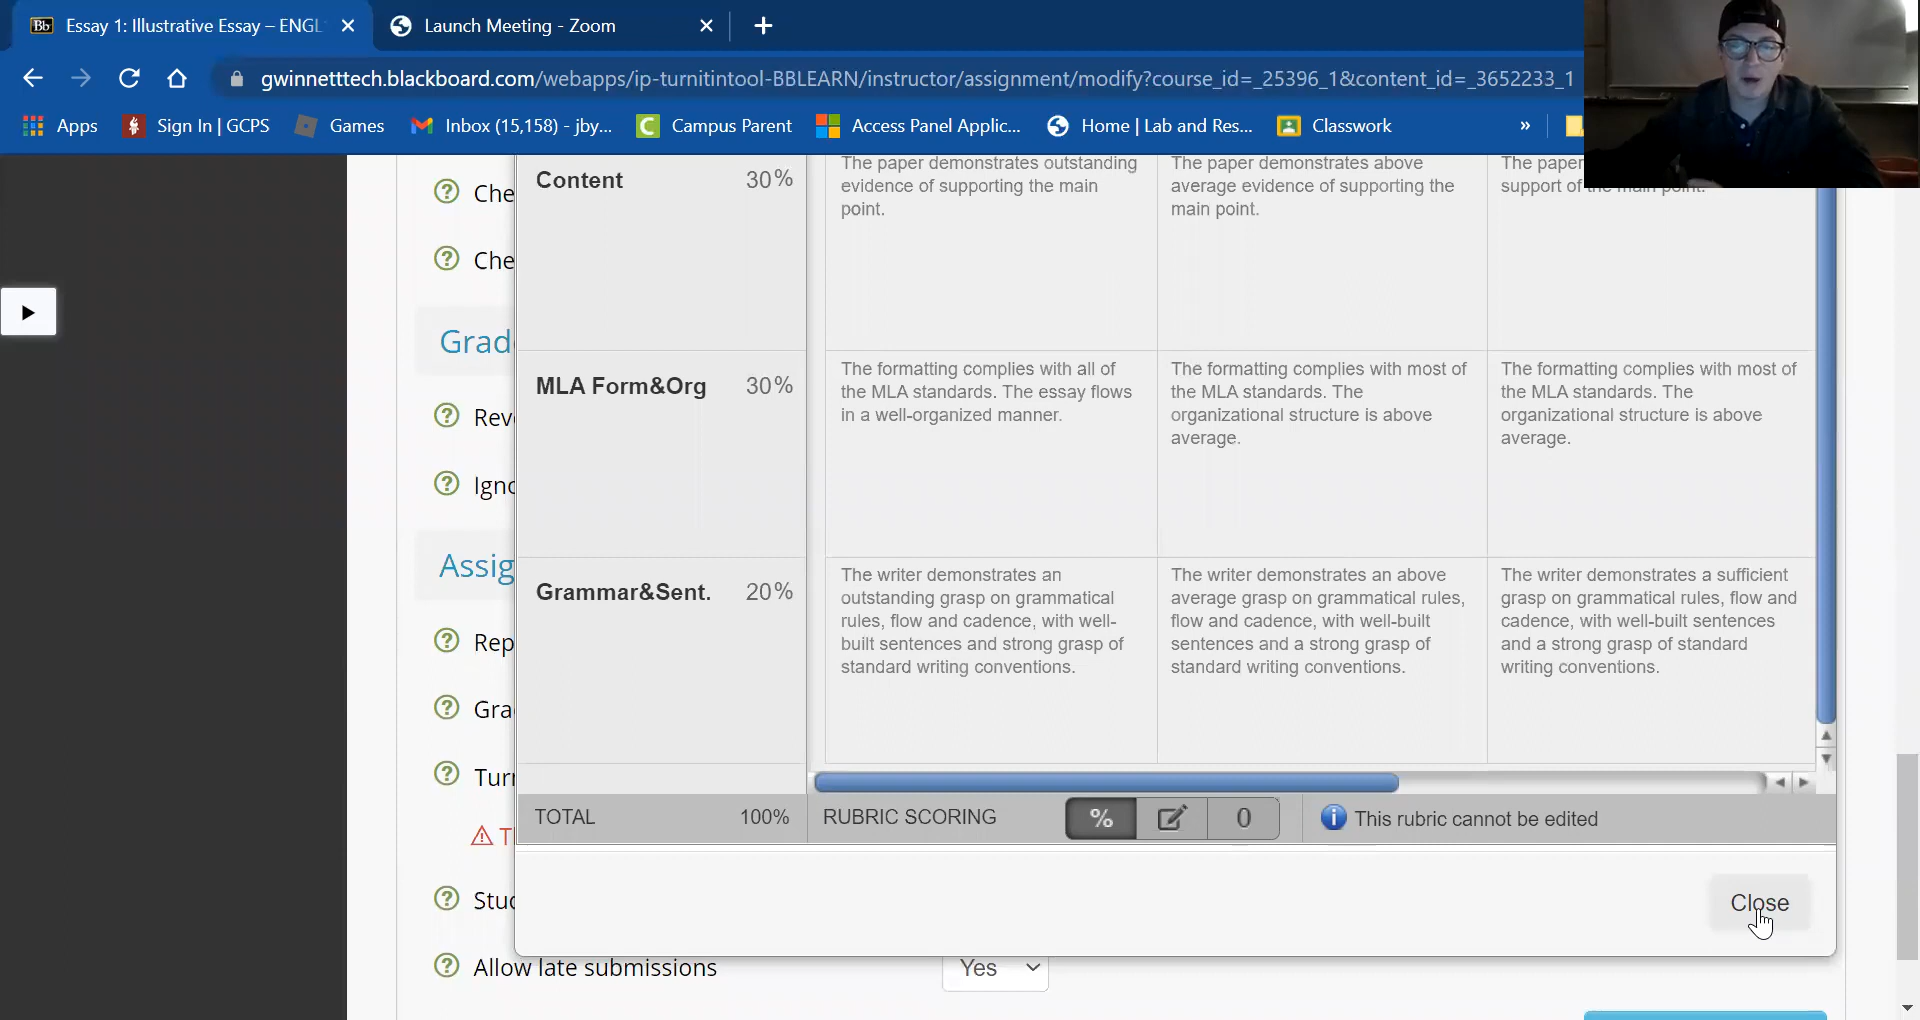 Essay 1: Illustrative Essay – ENGL
Launch Meeting - Zoom
gwinnetttech.blackboard.com/webapps/ip-turnitintool-BBLEARN/instructor/assignment/modify?course_id=_25396_1&content_id=_3652233_1
Apps
Sign In | GCPS
Games
Inbox (15,158) - jby...
Campus Parent
Access Panel Applic...
Home | Lab and Res...
Classwork
»
Che
Che
Grad
Rev
Igno
Assig
Rep
Gra
Turn
T
Stud
Allow late submissions
Yes
Content 30%
The paper demonstrates outstanding
evidence of supporting the main
point.
The paper demonstrates above
average evidence of supporting the
main point.
The paper
support of the main point.
MLA Form&Org 30%
The formatting complies with all of
the MLA standards. The essay flows
in a well-organized manner.
The formatting complies with most of
the MLA standards. The
organizational structure is above
average.
The formatting complies with most of
the MLA standards. The
organizational structure is above
average.
Grammar&Sent. 20%
The writer demonstrates an
outstanding grasp on grammatical
rules, flow and cadence, with well-
built sentences and strong grasp of
standard writing conventions.
The writer demonstrates an above
average grasp on grammatical rules,
flow and cadence, with well-built
sentences and a strong grasp of
standard writing conventions.
The writer demonstrates a sufficient
grasp on grammatical rules, flow and
cadence, with well-built sentences
and a strong grasp of standard
writing conventions.
TOTAL 100%
RUBRIC SCORING
%
0
This rubric cannot be edited
Close